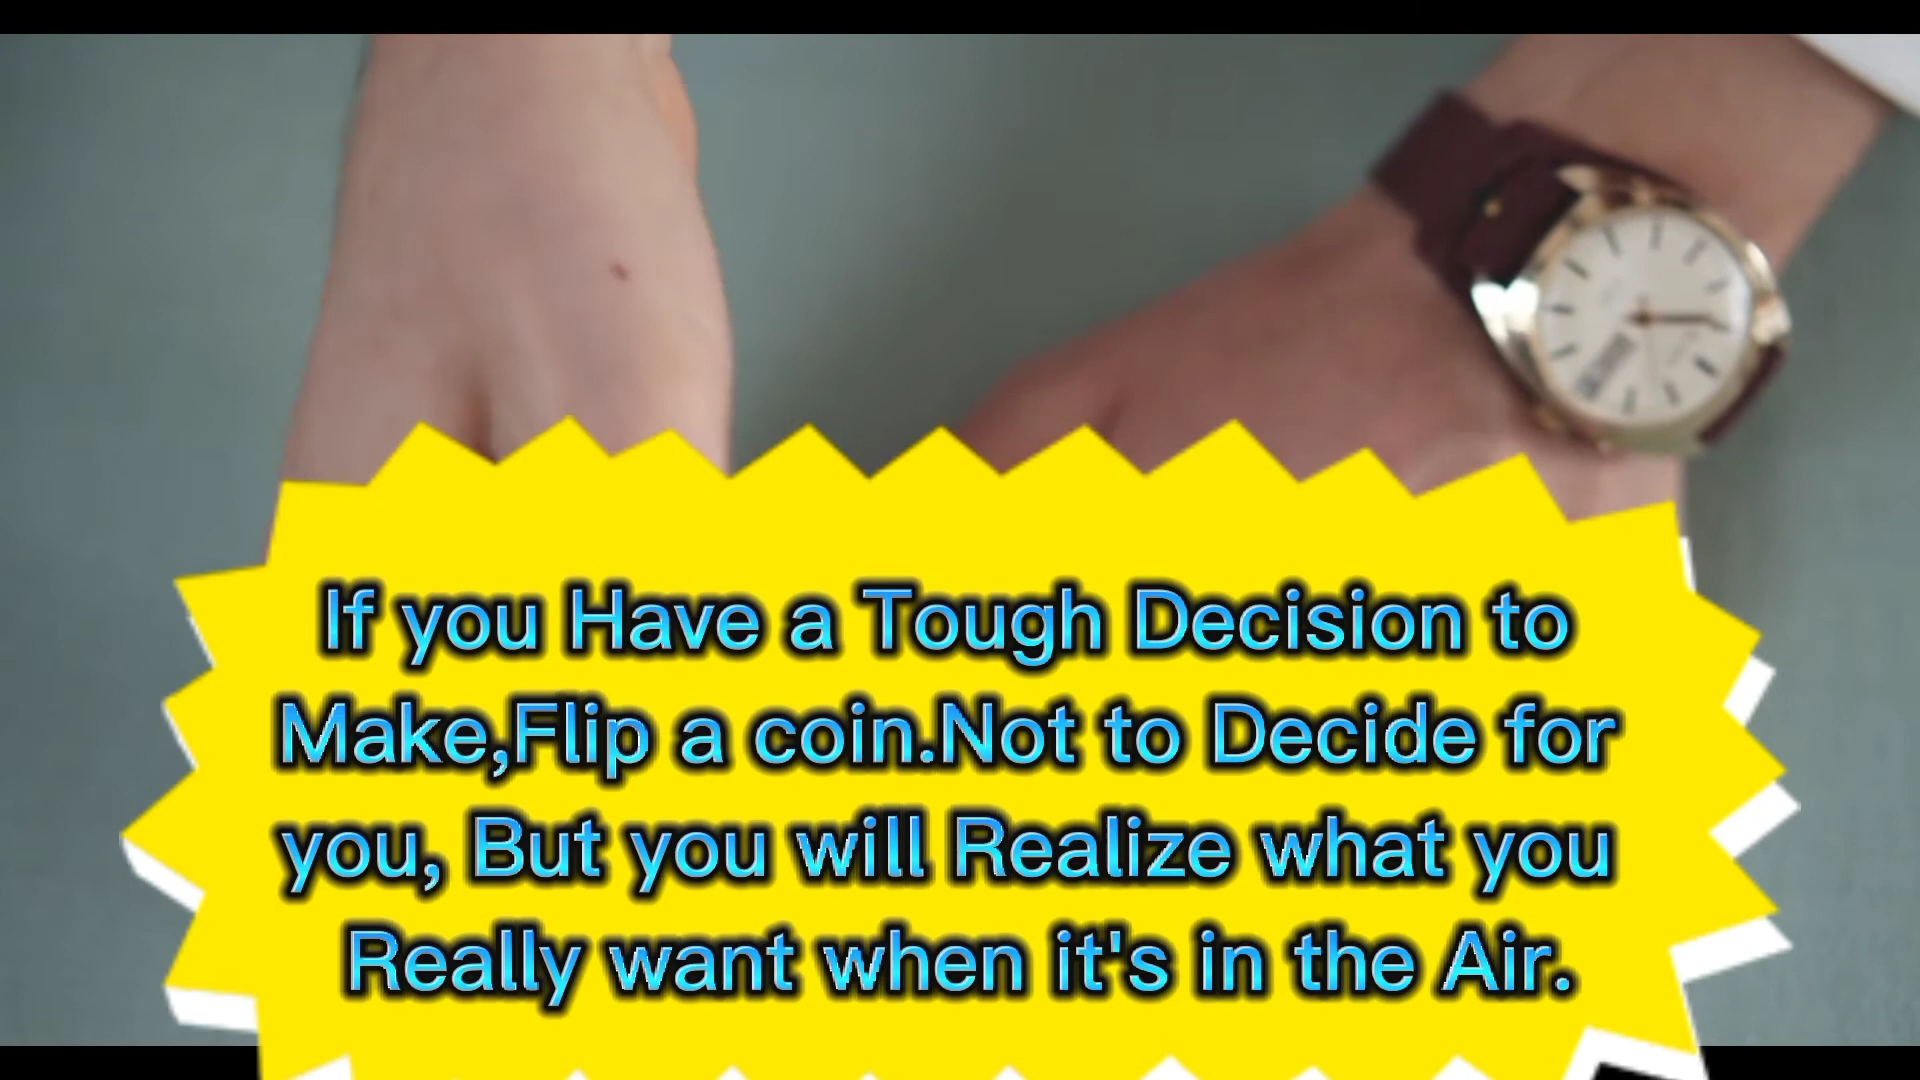 If you Have a Tough Decision to
Make,Flip a coin.Not to Decide for
you, But you will Realize what you
Really want when it's in the Air.